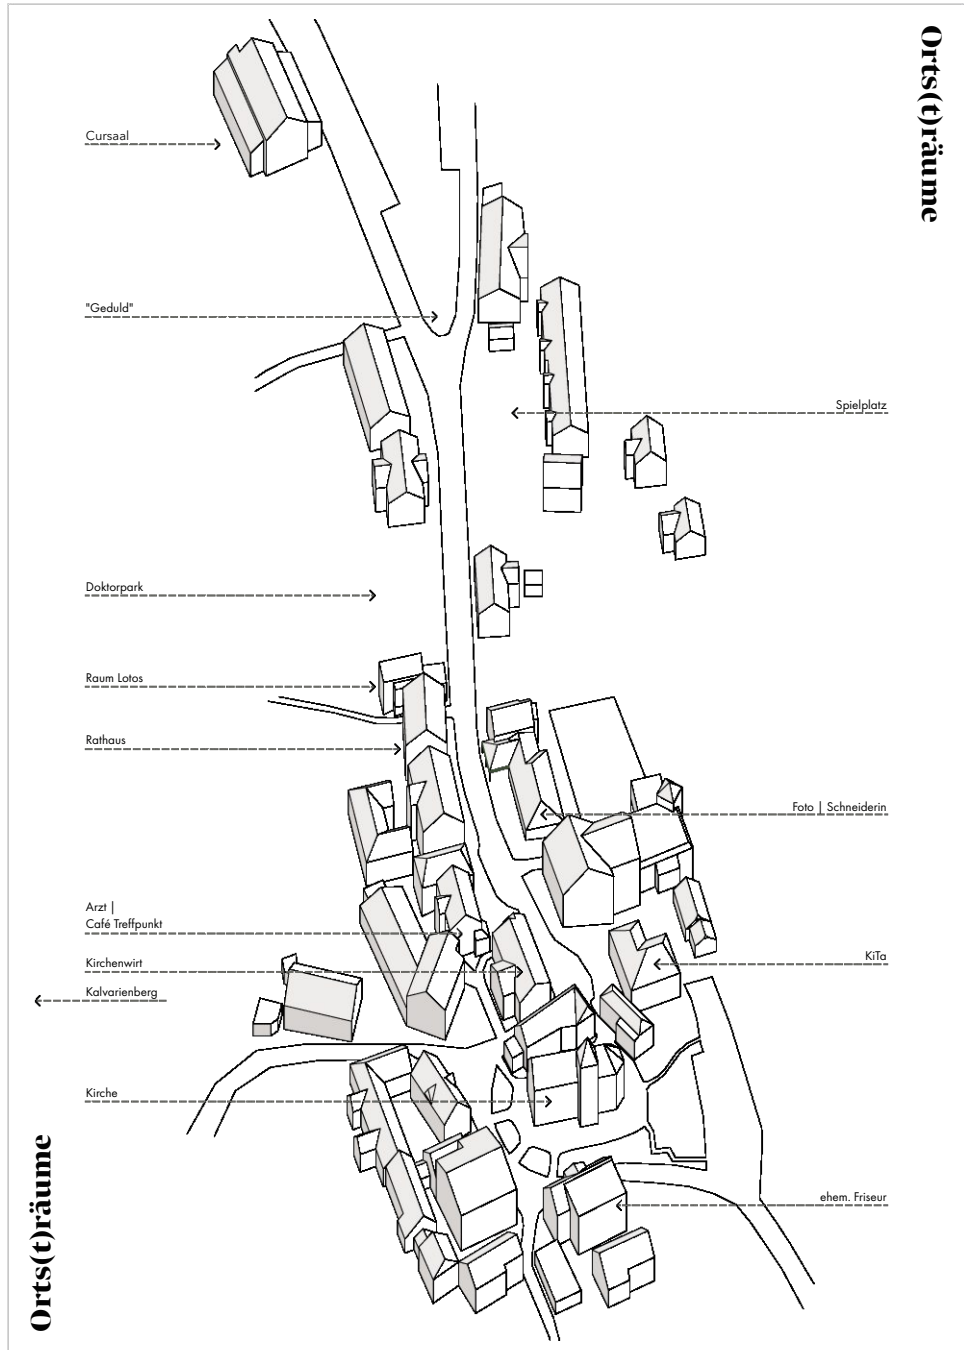 Orts(t)räume
Cursaal
"Geduld"
Spielplatz
Doktorpark
Raum Lotos
Rathaus
Foto | Schneiderin
Arzt |
Café Treffpunkt
Kirchenwirt
KiTa
Kalvarienberg
Kirche
ehem. Friseur
Orts(t)räume